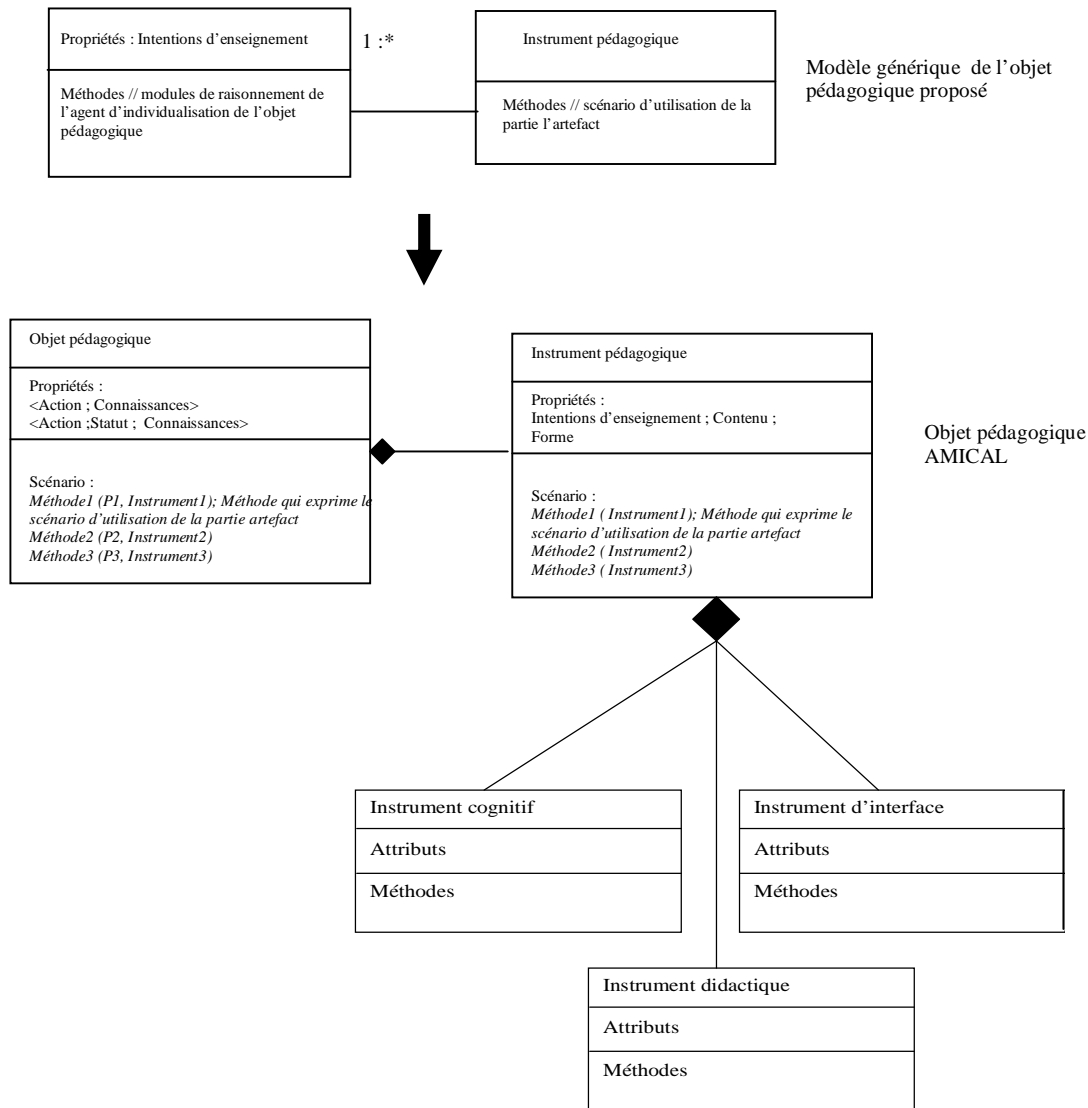 Propriétés : Intentions d'enseignement
1 :*
Méthodes // modules de raisonnement de
l'agent d'individualisation de l'objet
pédagogique
Instrument pédagogique
Méthodes // scénario d'utilisation de la
partie l'artefact
Modèle générique de l'objet
pédagogique proposé
Objet pédagogique
Propriétés :
<Action ; Connaissances>
<Action ;Statut ; Connaissances>
Scénario :
Méthode1 (P1, Instrument1); Méthode qui exprime le
scénario d'utilisation de la partie artefact
Méthode2 (P2, Instrument2)
Méthode3 (P3, Instrument3)
Instrument pédagogique
Propriétés :
Intentions d'enseignement ; Contenu ;
Forme
Scénario :
Méthode1 ( Instrument1); Méthode qui exprime le
scénario d'utilisation de la partie artefact
Méthode2 ( Instrument2)
Méthode3 ( Instrument3)
Objet pédagogique
AMICAL
Instrument cognitif
Attributs
Méthodes
Instrument d'interface
Attributs
Méthodes
Instrument didactique
Attributs
Méthodes